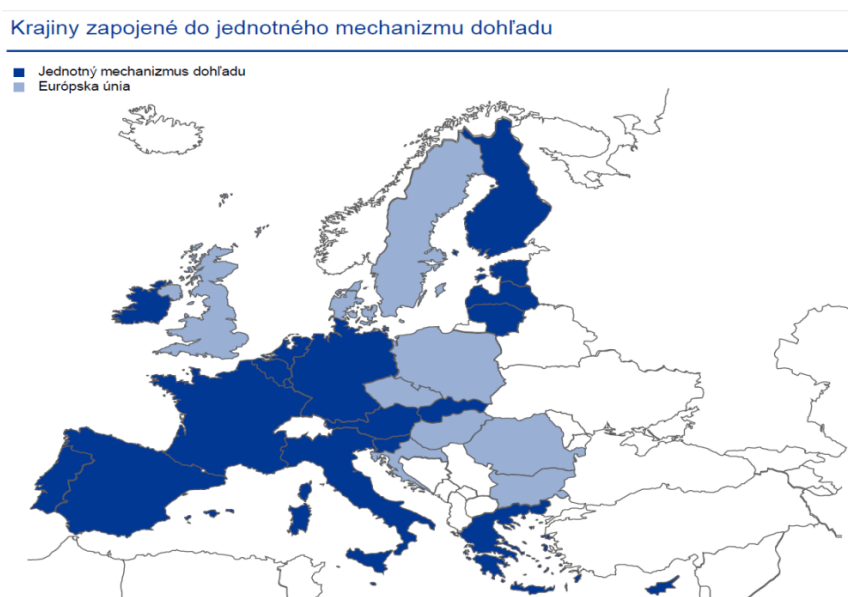 Krajiny zapojené do jednotného mechanizmu dohľadu
Jednotný mechanizmus dohľadu
Európska únia